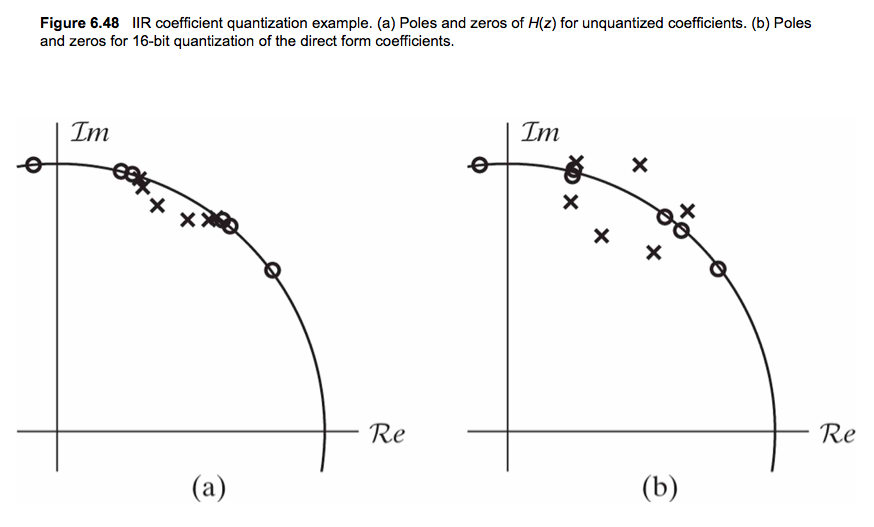 Figure 6.48 IIR coefficient quantization example. (a) Poles and zeros of H(z) for unquantized coefficients. (b) Poles
and zeros for 16-bit quantization of the direct form coefficients.
Im
Re
(a)
Im
Re
(b)